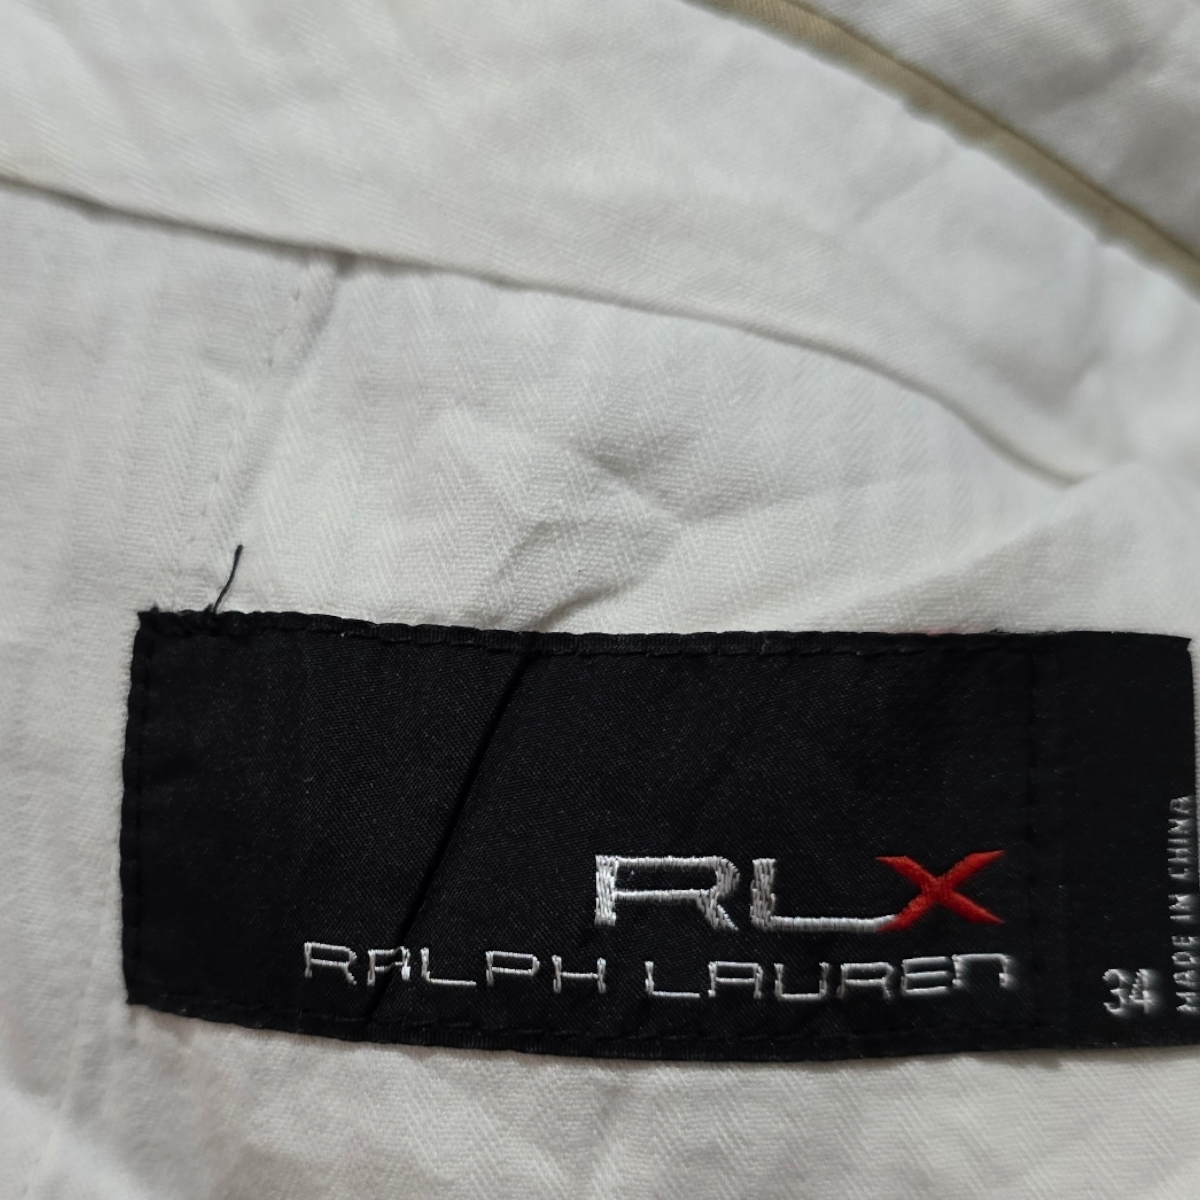 RLX
RALPH LAUREN
34
MADE IN CHINA